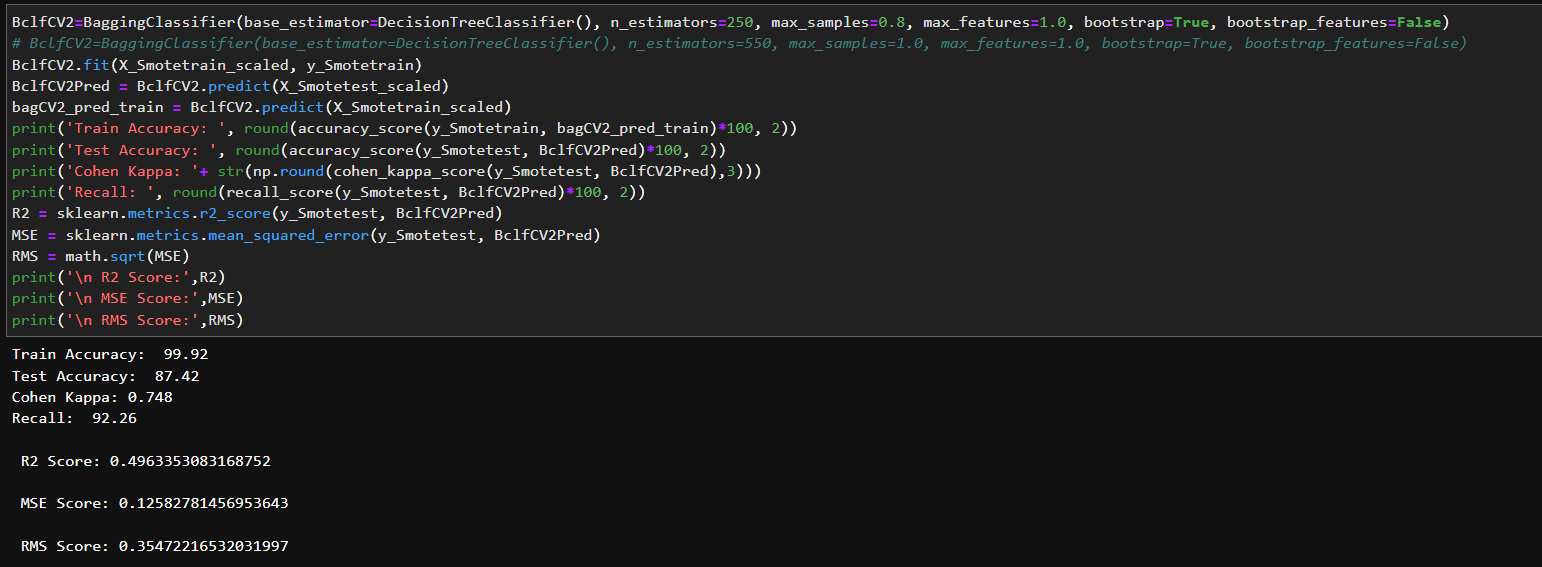 BclfCV2=BaggingClassifier(base_estimator=DecisionTreeClassifier(), n_estimators=250, max_samples=0.8, max_features=1.0, bootstrap=True, bootstrap_features=False)
# BclfCV2=BaggingClassifier(base_estimator=DecisionTreeClassifier(), n_estimators=550, max_samples=1.0, max_features=1.0, bootstrap=True, bootstrap_features=False)
BclfCV2.fit(X_Smotetrain_scaled, y_Smotetrain)
BclfCV2Pred = BclfCV2.predict(X_Smotetest_scaled)
bagCV2_pred_train = BclfCV2.predict(X_Smotetrain_scaled)
print('Train Accuracy: ', round(accuracy_score(y_Smotetrain, bagCV2_pred_train)*100, 2))
print('Test Accuracy: ', round(accuracy_score(y_Smotetest, BclfCV2Pred)*100, 2))
print('Cohen Kappa: '+ str(np.round(cohen_kappa_score(y_Smotetest, BclfCV2Pred),3)))
print('Recall: ', round(recall_score(y_Smotetest, BclfCV2Pred)*100, 2))
R2 = sklearn.metrics.r2_score(y_Smotetest, BclfCV2Pred)
MSE = sklearn.metrics.mean_squared_error(y_Smotetest, BclfCV2Pred)
RMS = math.sqrt(MSE)
print('\n R2 Score:',R2)
print('\n MSE Score:',MSE)
print('\n RMS Score:',RMS)
Train Accuracy:  99.92
Test Accuracy:  87.42
Cohen Kappa: 0.748
Recall:  92.26
R2 Score: 0.4963353083168752
MSE Score: 0.12582781456953643
RMS Score: 0.35472216532031997